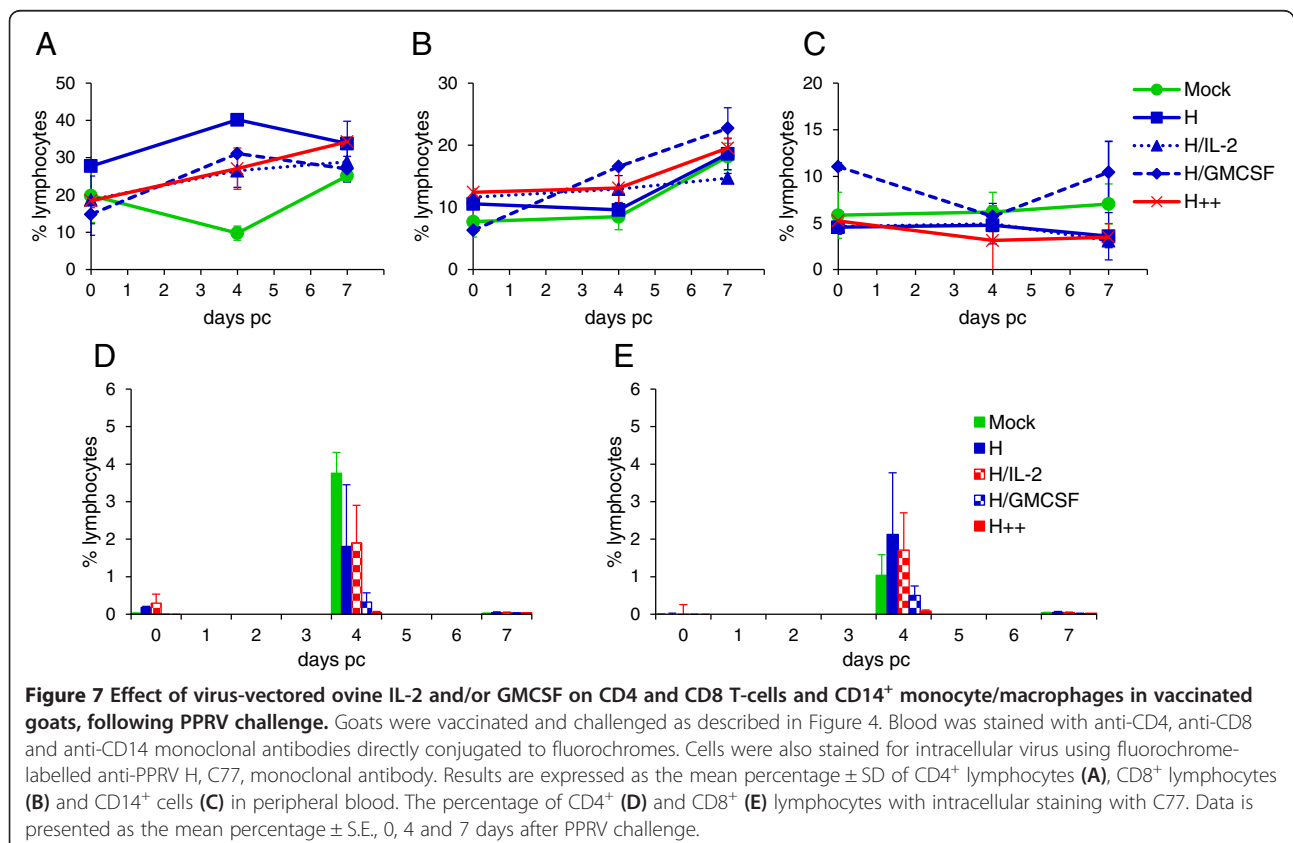 A
B
C
50
40
30
20
10
0
% lymphocytes
0 1 2 3 4 5 6 7
days pc
30
20
10
0
% lymphocytes
0 1 2 3 4 5 6 7
days pc
20
15
10
5
0
% lymphocytes
0 1 2 3 4 5 6 7
days pc
Mock
H
H/IL-2
H/GMCSF
H++
D
E
6
5
4
3
2
1
0
% lymphocytes
0 1 2 3 4 5 6 7
days pc
6
5
4
3
2
1
0
% lymphocytes
0 1 2 3 4 5 6 7
days pc
Mock
H
H/IL-2
H/GMCSF
H++
Figure 7 Effect of virus-vectored ovine IL-2 and/or GMCSF on CD4 and CD8 T-cells and CD14⁺ monocyte/macrophages in vaccinated
goats, following PPRV challenge. Goats were vaccinated and challenged as described in Figure 4. Blood was stained with anti-CD4, anti-CD8
and anti-CD14 monoclonal antibodies directly conjugated to fluorochromes. Cells were also stained for intracellular virus using fluorochrome-
labelled anti-PPRV H, C77, monoclonal antibody. Results are expressed as the mean percentage ± SD of CD4⁺ lymphocytes (A), CD8⁺ lymphocytes
(B) and CD14⁺ cells (C) in peripheral blood. The percentage of CD4⁺ (D) and CD8⁺ (E) lymphocytes with intracellular staining with C77. Data is
presented as the mean percentage ± S.E., 0, 4 and 7 days after PPRV challenge.